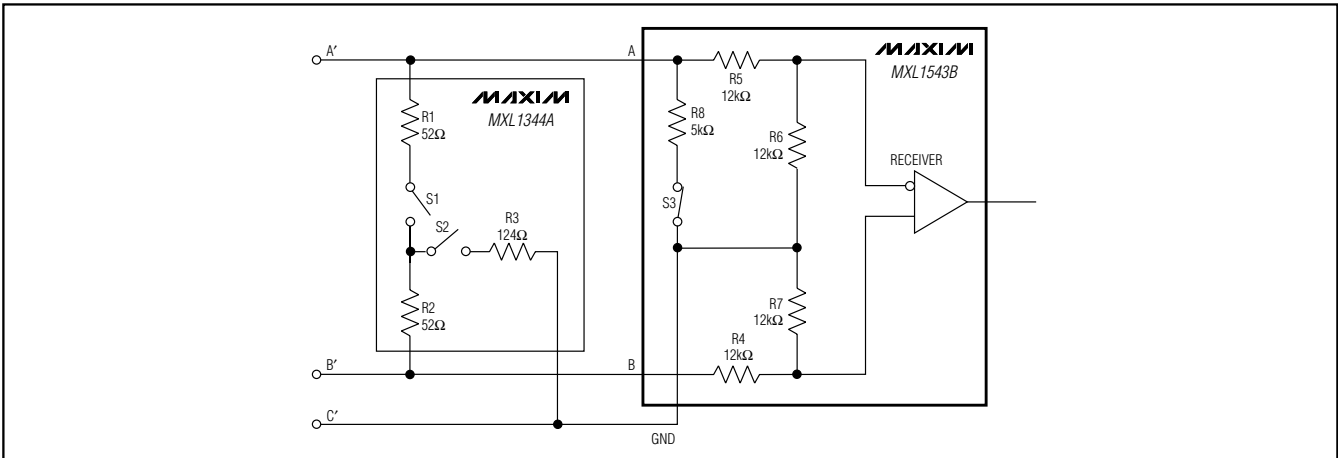 A′
A
MAXIM
MXL1543B
R5
12kΩ
MAXIM
MXL1344A
R1
52Ω
R8
5kΩ
R6
12kΩ
RECEIVER
S1
S3
S2
R3
124Ω
R2
52Ω
R7
12kΩ
R4
12kΩ
B′
B
C′
GND